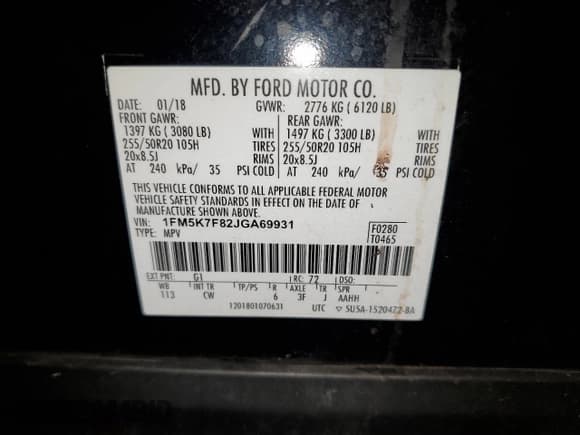 MFD. BY FORD MOTOR CO.
DATE: 01/18 GVWR: 2776 KG ( 6120 LB)
FRONT GAWR: REAR GAWR:
1397 KG ( 3080 LB) WITH 1497 KG ( 3300 LB) WITH
255/50R20 105H TIRES 255/50R20 105H TIRES
20x8.5J RIMS 20x8.5J RIMS
AT 240 kPa/ 35 PSI COLD AT 240 kPa/ 35 PSI COLD
THIS VEHICLE CONFORMS TO ALL APPLICABLE FEDERAL MOTOR
VEHICLE SAFETY STANDARDS IN EFFECT ON THE DATE OF
MANUFACTURE SHOWN ABOVE.
VIN: 1FM5K7F82JGA69931 F0280
TYPE: MPV T0465
EXT PNT: G1 RC: 72 DSO:
WB INT TR TP/PS R AXLE TR SPR
113 CW 6 3F J AAHH
1201801070631 UTC ▽ 5U5A-1520472-BA